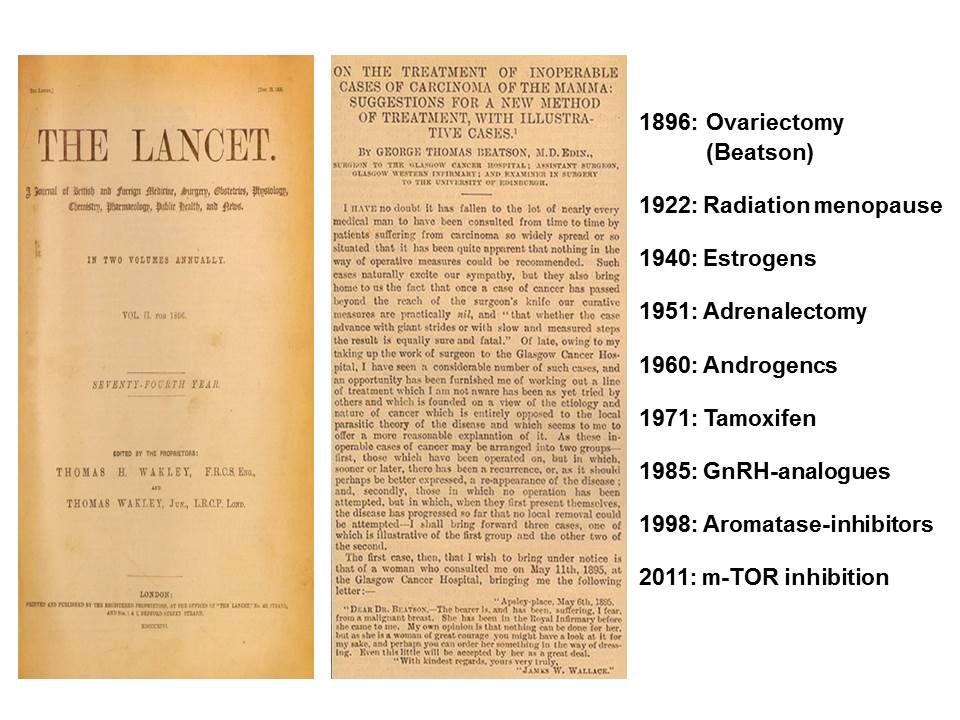 The Lancet,]
[Dec. 26, 1896.
THE LANCET.
A Journal of British and Foreign Medicine, Surgery, Obstetrics, Physiology,
Chemistry, Pharmacology, Public Health, and News.
IN TWO VOLUMES ANNUALLY.
VOL. II. FOR 1896.
SEVENTY-FOURTH YEAR.
EDITED BY THE PROPRIETORS:
THOMAS H. WAKLEY, F.R.C.S. ENG.,
AND
THOMAS WAKLEY, JUN., L.R.C.P. LOND.
LONDON:
PRINTED AND PUBLISHED BY THE REGISTERED PROPRIETORS, AT THE OFFICES OF "THE LANCET," No. 423 STRAND,
AND Nos. 1 & 2, BEDFORD STREET STRAND.
MDCCCXCVI.
ON THE TREATMENT OF INOPERABLE
CASES OF CARCINOMA OF THE MAMMA:
SUGGESTIONS FOR A NEW METHOD
OF TREATMENT, WITH ILLUSTRA-
TIVE CASES.¹
BY GEORGE THOMAS BEATSON, M.D. EDIN.,
SURGEON TO THE GLASGOW CANCER HOSPITAL; ASSISTANT SURGEON,
GLASGOW WESTERN INFIRMARY; AND EXAMINER IN SURGERY
TO THE UNIVERSITY OF EDINBURGH.
I HAVE no doubt it has fallen to the lot of nearly every
medical man to have been consulted from time to time by
patients suffering from carcinoma so widely spread or so
situated that it has been quite apparent that nothing in the
way of operative measures could be recommended. Such
cases naturally excite our sympathy, but they also bring
home to us the fact that once a case of cancer has passed
beyond the reach of the surgeon's knife our curative
measures are practically nil, and "that whether the case
advance with giant strides or with slow and measured steps
the result is equally sure and fatal." Of late, owing to my
taking up the work of surgeon to the Glasgow Cancer Hos-
pital, I have seen a considerable number of such cases, and
an opportunity has been furnished me of working out a line
of treatment which I am not aware has been as yet tried by
others and which is founded on a view of the etiology and
nature of cancer which is entirely opposed to the local
parasitic theory of the disease and which seems to me to
offer a more reasonable explanation of it. As these in-
operable cases of cancer may be arranged into two groups—
first, those which have been operated on, but in which,
sooner or later, there has been a recurrence, or, as it should
perhaps be better expressed, a re-appearance of the disease;
and, secondly, those in which no operation has been
attempted, but in which, when they first present themselves,
the disease has progressed so far that no local removal could
be attempted—I shall bring forward three cases, one of
which is illustrative of the first group and the other two of
the second.
The first case, then, that I wish to bring under notice is
that of a woman who consulted me on May 11th, 1895, at
the Glasgow Cancer Hospital, bringing me the following
letter:—
"Apsley-place, May 6th, 1895.
"DEAR DR. BEATSON,—The bearer is, and has been, suffering, I fear,
from a malignant breast. She has been in the Royal Infirmary before
she came to me. My own opinion is that nothing can be done for her,
but as she is a woman of great courage you might have a look at it for
my sake, and perhaps you can order her something in the way of dress-
ing. Even this little will be accepted by her as a great deal.
"With kindest regards, yours very truly,
"JAMES W. WALLACE."
1896: Ovariectomy
(Beatson)
1922: Radiation menopause
1940: Estrogens
1951: Adrenalectomy
1960: Androgencs
1971: Tamoxifen
1985: GnRH-analogues
1998: Aromatase-inhibitors
2011: m-TOR inhibition